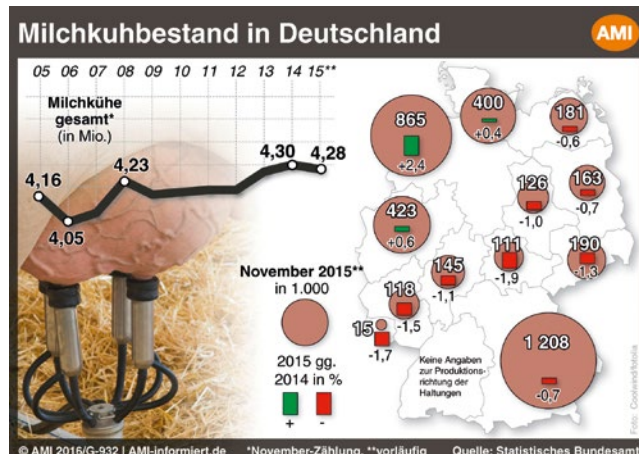 Milchkuhbestand in Deutschland
AMI
05 06 07 08 09 10 11 12 13 14 15**
Milchkühe
gesamt*
(in Mio.)
4,16
4,05
4,23
4,30
4,28
November 2015**
in 1.000
2015 gg.
2014 in %
+ -
865
+2,4
400
+0,4
181
-0,6
126
-1,0
163
-0,7
423
+0,6
111
-1,9
190
-1,3
145
-1,1
118
-1,5
15
-1,7
1 208
-0,7
Keine Angaben
zur Produktions-
richtung der
Haltungen
Foto: Cooland/fotolia
© AMI 2016/G-932 | AMI-informiert.de *November-Zählung, **vorläufig Quelle: Statistisches Bundesamt